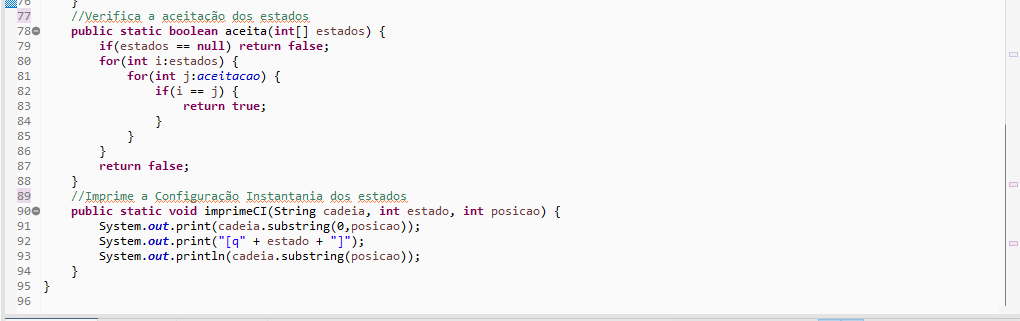 76 }
77 //Verifica a aceitação dos estados
78 public static boolean aceita(int[] estados) {
79 if(estados == null) return false;
80 for(int i:estados) {
81 for(int j:aceitacao) {
82 if(i == j) {
83 return true;
84 }
85 }
86 }
87 return false;
88 }
89 //Imprime a Configuração Instantania dos estados
90 public static void imprimeCI(String cadeia, int estado, int posicao) {
91 System.out.print(cadeia.substring(0,posicao));
92 System.out.print("[q" + estado + "]");
93 System.out.println(cadeia.substring(posicao));
94 }
95 }
96